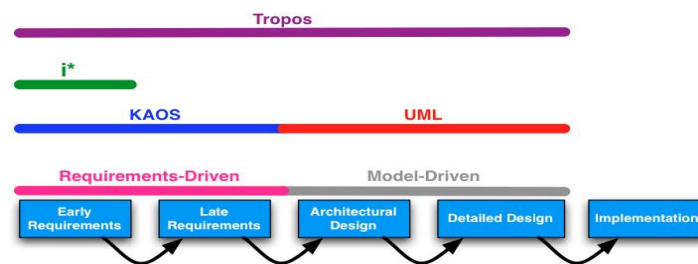 Tropos
i*
KAOS
UML
Requirements-Driven
Model-Driven
Early
Requirements
Late
Requirements
Architectural
Design
Detailed Design
Implementation